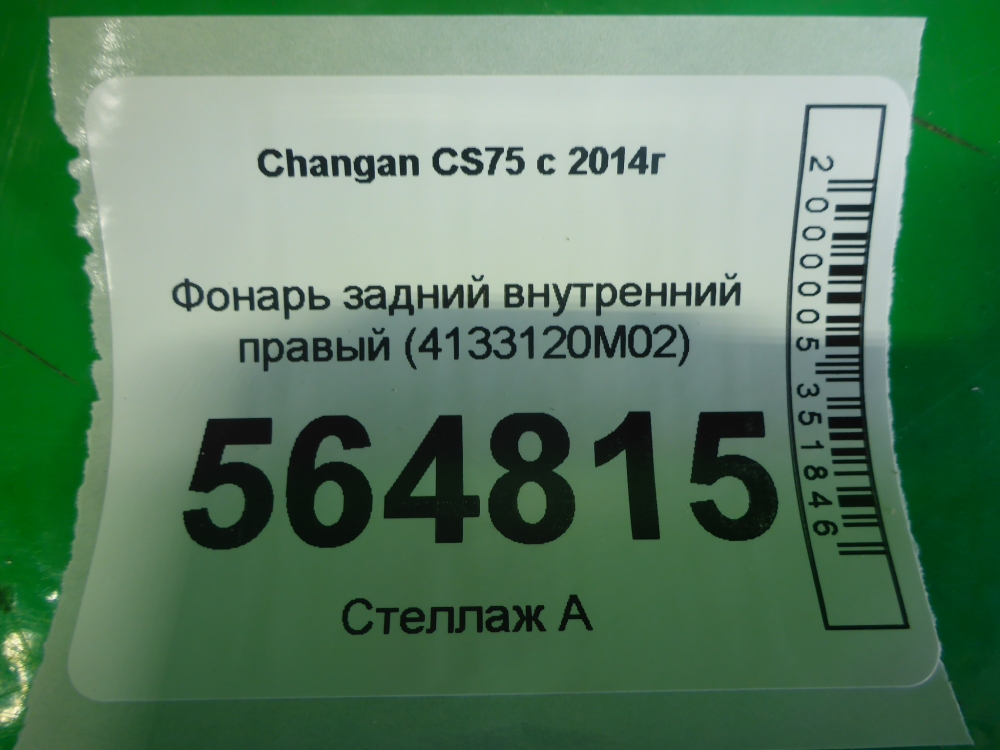 Changan CS75 с 2014г
Фонарь задний внутренний
правый (4133120M02)
564815
Стеллаж А
2000005351846